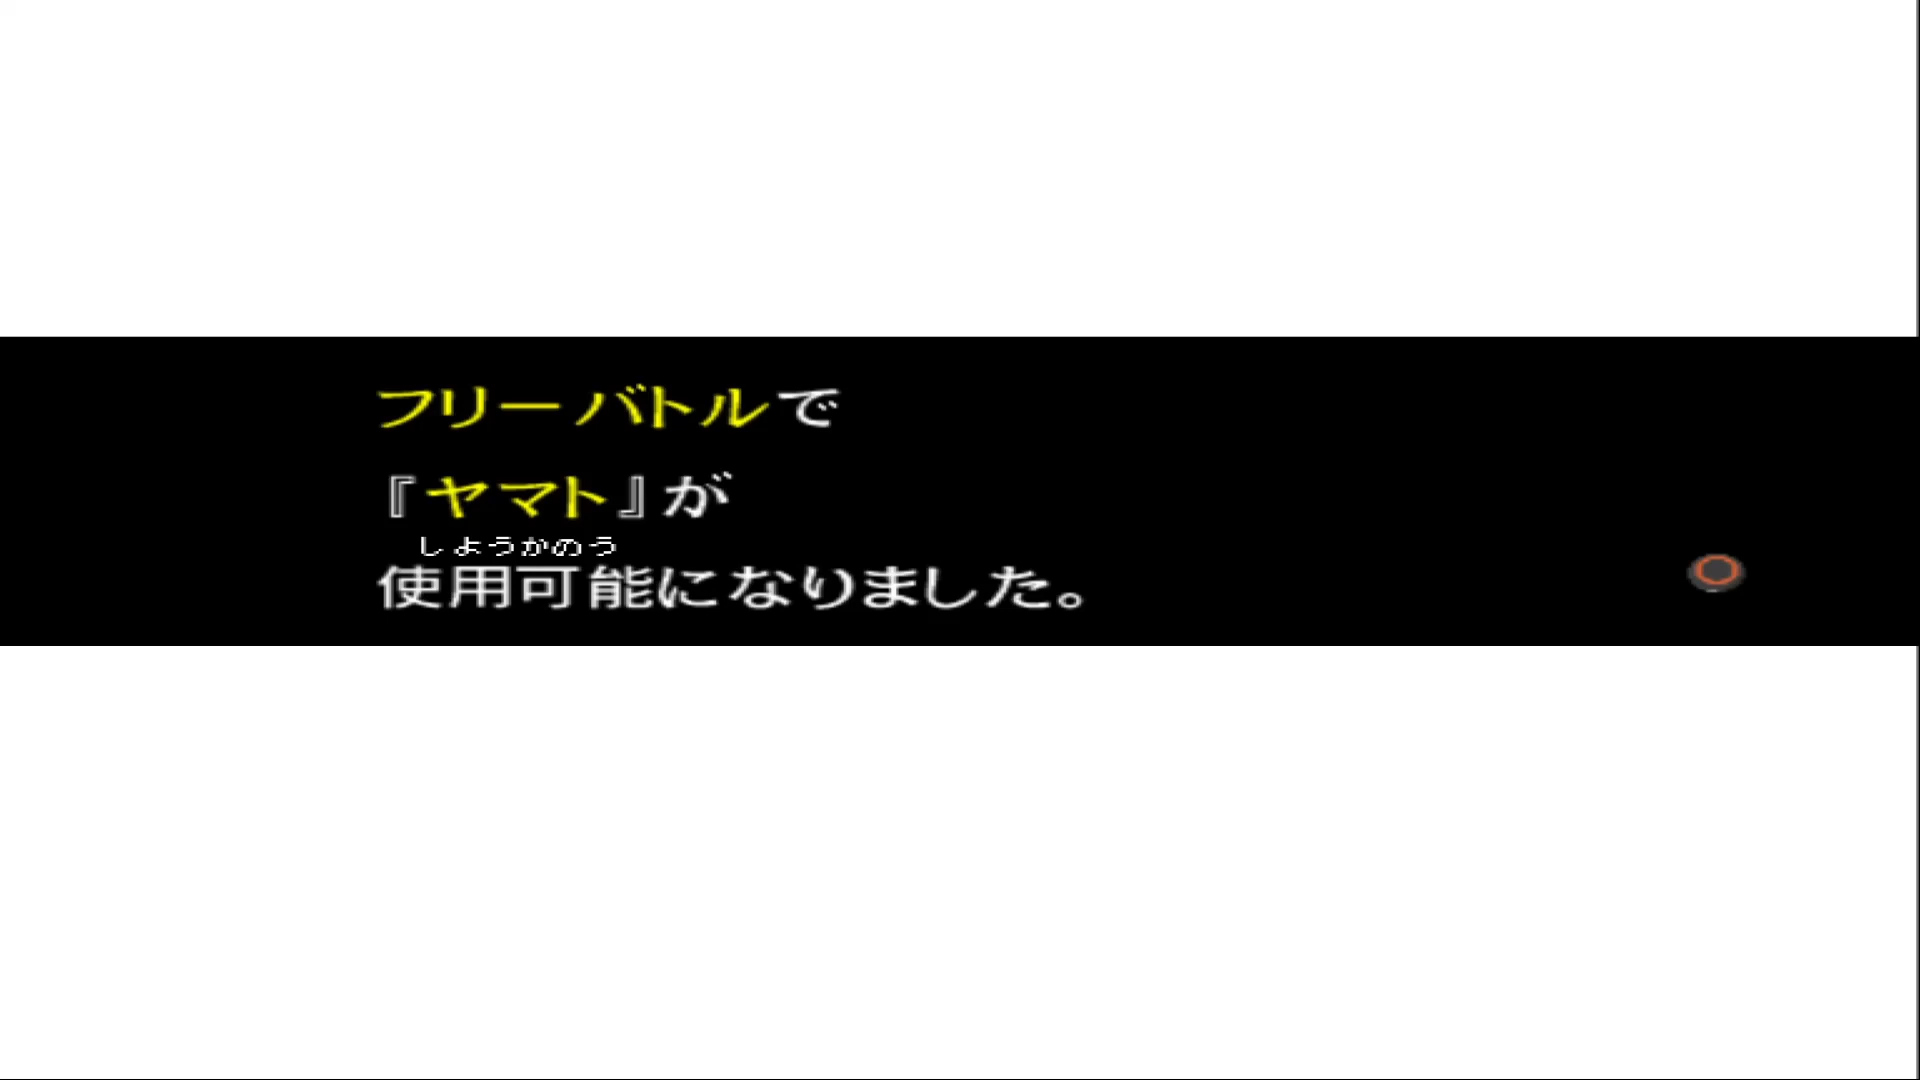 フリーバトルで
『ヤマト』が
しようかのう
使用可能になりました。